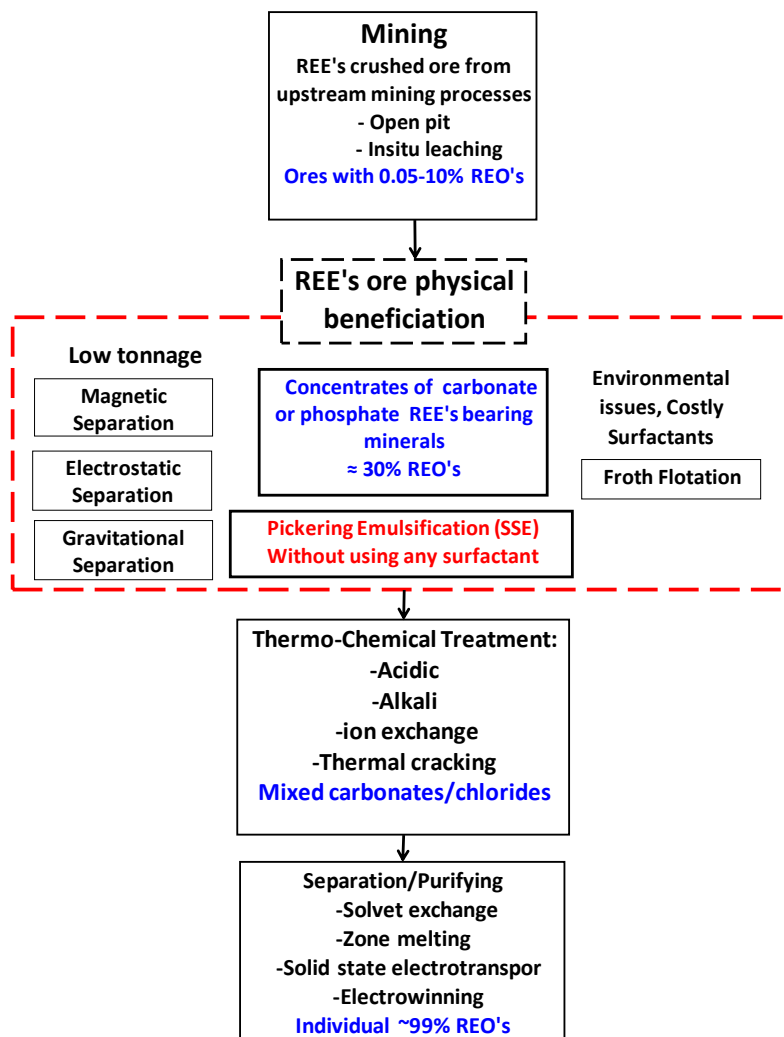 Mining
REE's crushed ore from
upstream mining processes
- Open pit
- Insitu leaching
Ores with 0.05-10% REO's
REE's ore physical
beneficiation
Low tonnage
Magnetic
Separation
Electrostatic
Separation
Gravitational
Separation
Concentrates of carbonate
or phosphate REE's bearing
minerals
≈ 30% REO's
Pickering Emulsification (SSE)
Without using any surfactant
Environmental
issues, Costly
Surfactants
Froth Flotation
Thermo-Chemical Treatment:
-Acidic
-Alkali
-ion exchange
-Thermal cracking
Mixed carbonates/chlorides
Separation/Purifying
-Solvet exchange
-Zone melting
-Solid state electrotranspor
-Electrowinning
Individual ~99% REO's